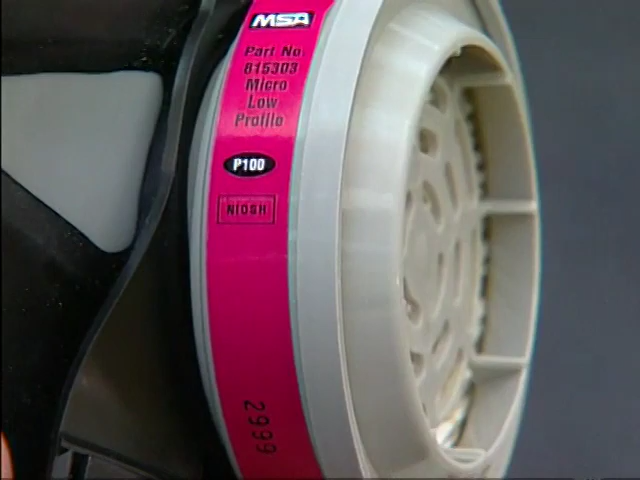 MSA
Part No.
815303
Micro
Low
Profile
P100
NIOSH
2999